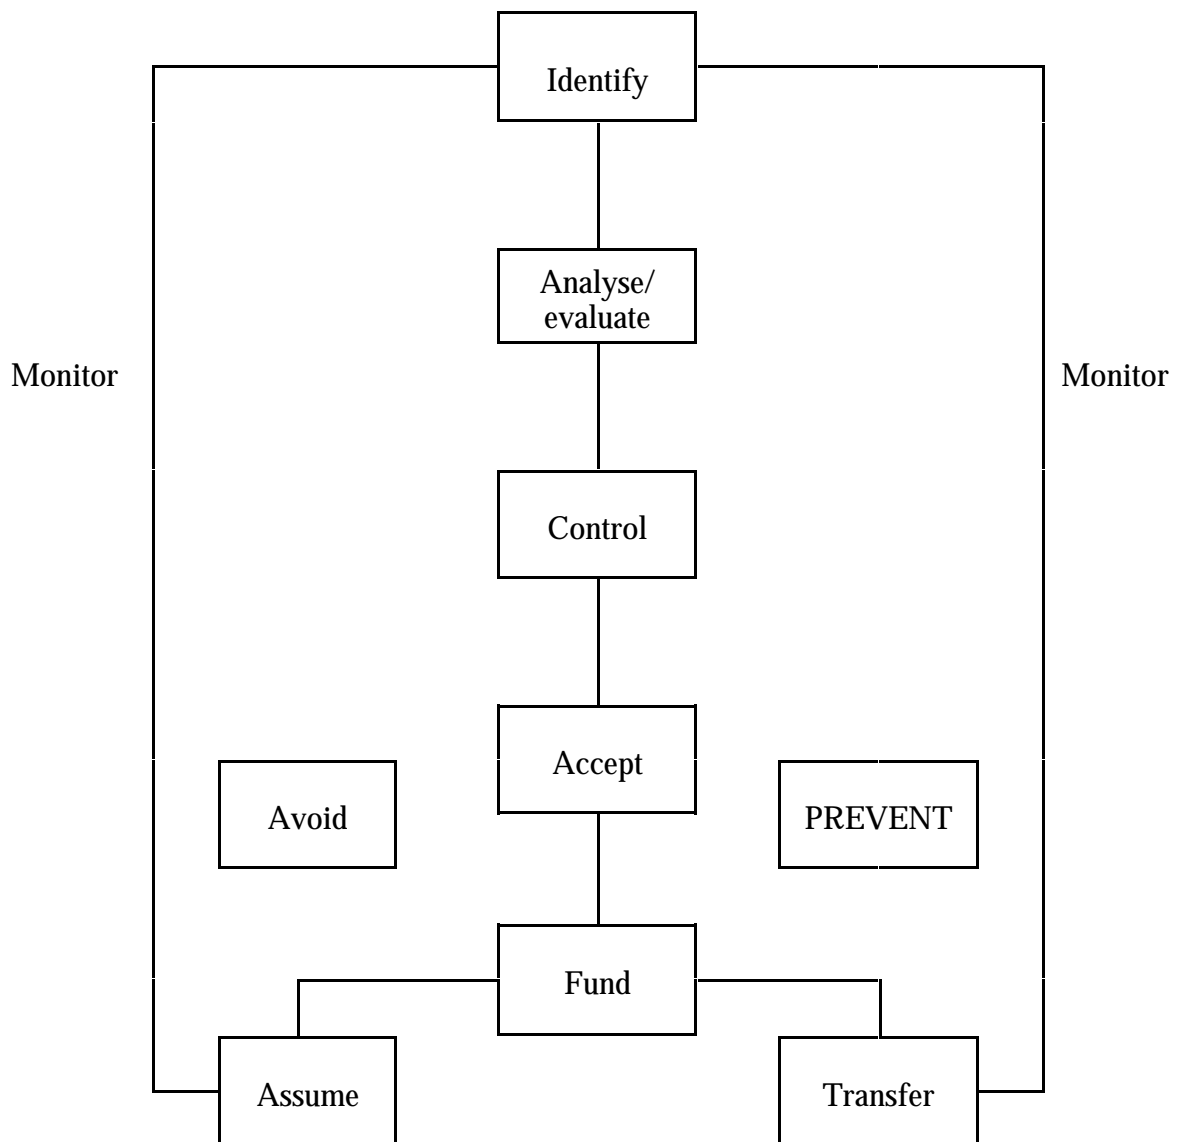 Identify
Analyse/
evaluate
Monitor
Monitor
Control
Accept
Avoid
PREVENT
Fund
Assume
Transfer